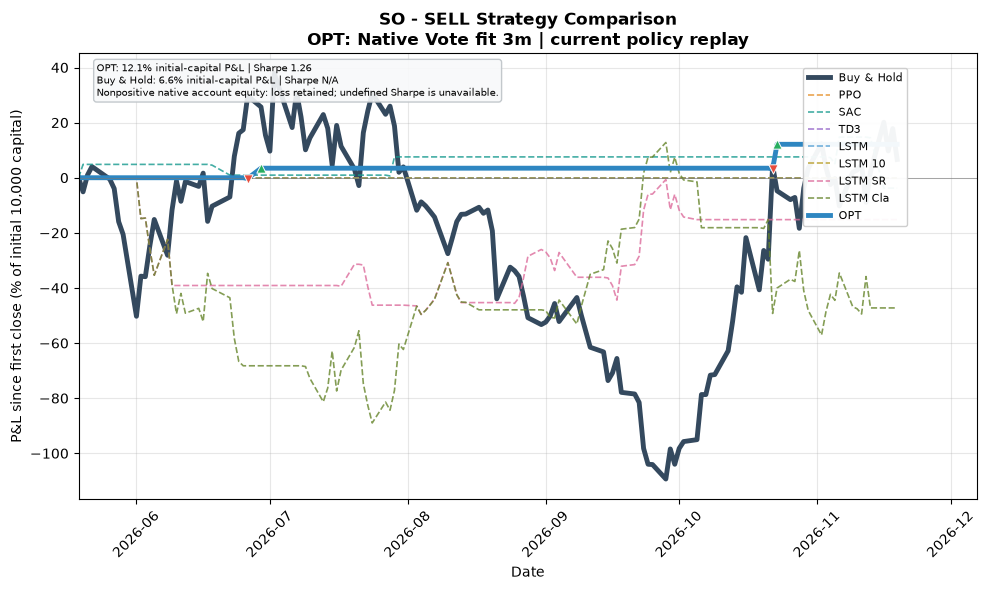 SO - SELL Strategy Comparison
OPT: Native Vote fit 3m | current policy replay
OPT: 12.1% initial-capital P&L | Sharpe 1.26
Buy & Hold: 6.6% initial-capital P&L | Sharpe N/A
Nonpositive native account equity: loss retained; undefined Sharpe is unavailable.
Buy & Hold
PPO
SAC
TD3
LSTM
LSTM 10
LSTM SR
LSTM Cla
OPT
P&L since first close (% of initial 10,000 capital)
40
20
0
−20
−40
−60
−80
−100
2026-06
2026-07
2026-08
2026-09
2026-10
2026-11
2026-12
Date